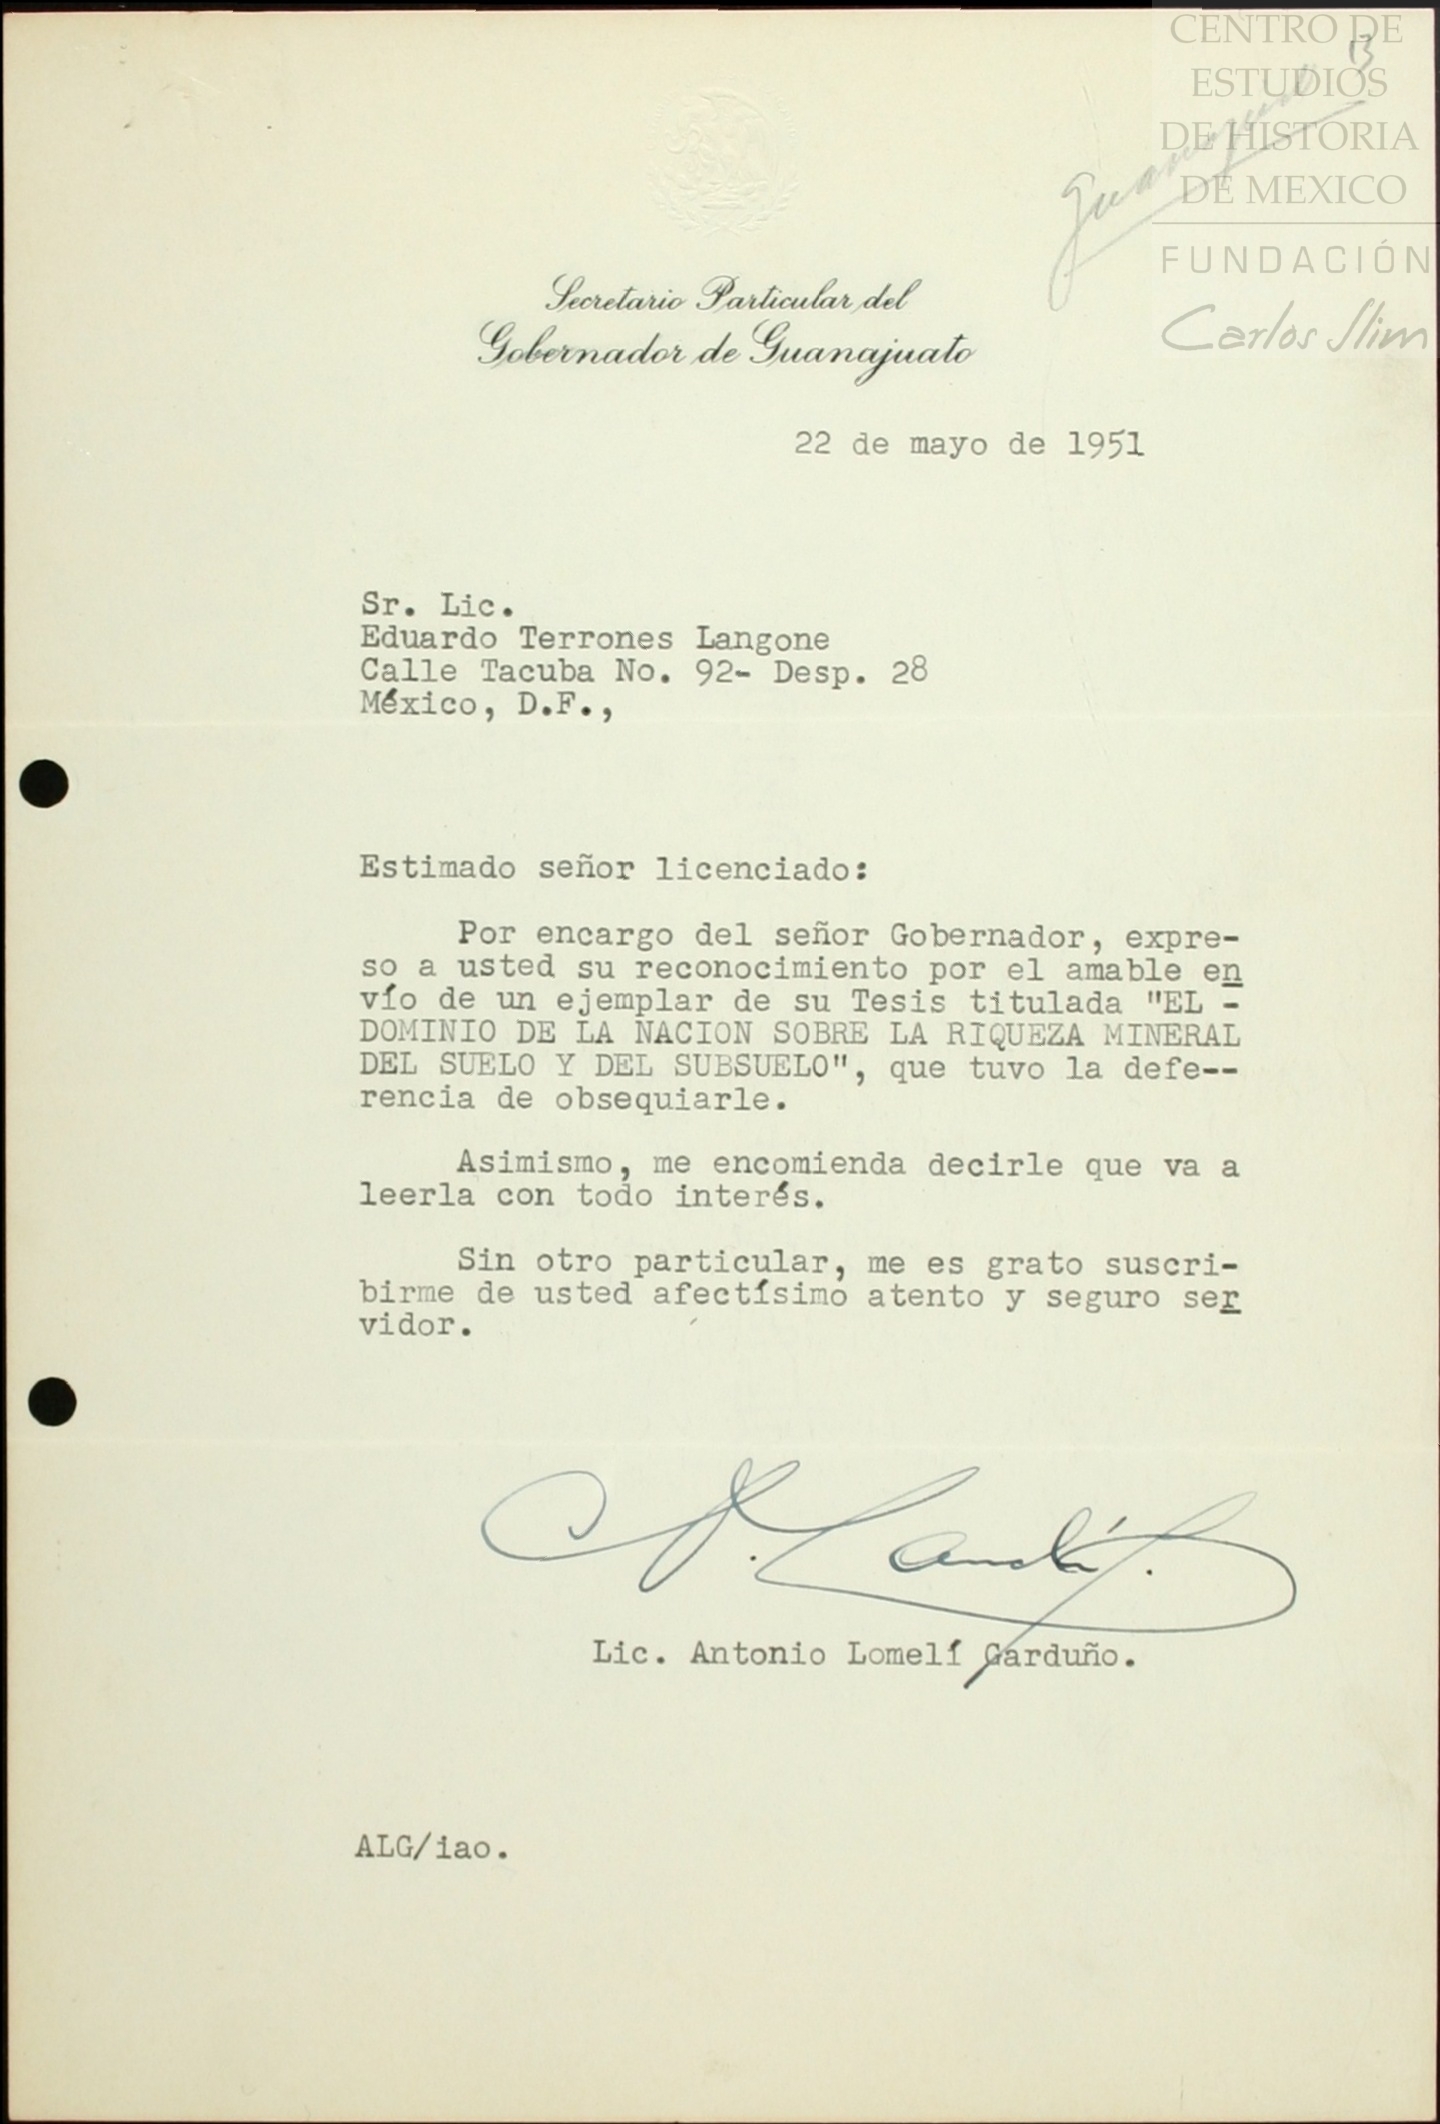 CENTRO DE
ESTUDIOS
DE HISTORIA
DE MEXICO
FUNDACIÓN
Carlos Slim
13
Guanajuato
Secretario Particular del
Gobernador de Guanajuato
22 de mayo de 1951
Sr. Lic.
Eduardo Terrones Langone
Calle Tacuba No. 92- Desp. 28
México, D.F.,
Estimado señor licenciado:
Por encargo del señor Gobernador, expre-
so a usted su reconocimiento por el amable en
vío de un ejemplar de su Tesis titulada "EL -
DOMINIO DE LA NACION SOBRE LA RIQUEZA MINERAL
DEL SUELO Y DEL SUBSUELO", que tuvo la defe--
rencia de obsequiarle.
Asimismo, me encomienda decirle que va a
leerla con todo interés.
Sin otro particular, me es grato suscri-
birme de usted afectísimo atento y seguro ser
vidor.
Lic. Antonio Lomelí Garduño.
ALG/iao.